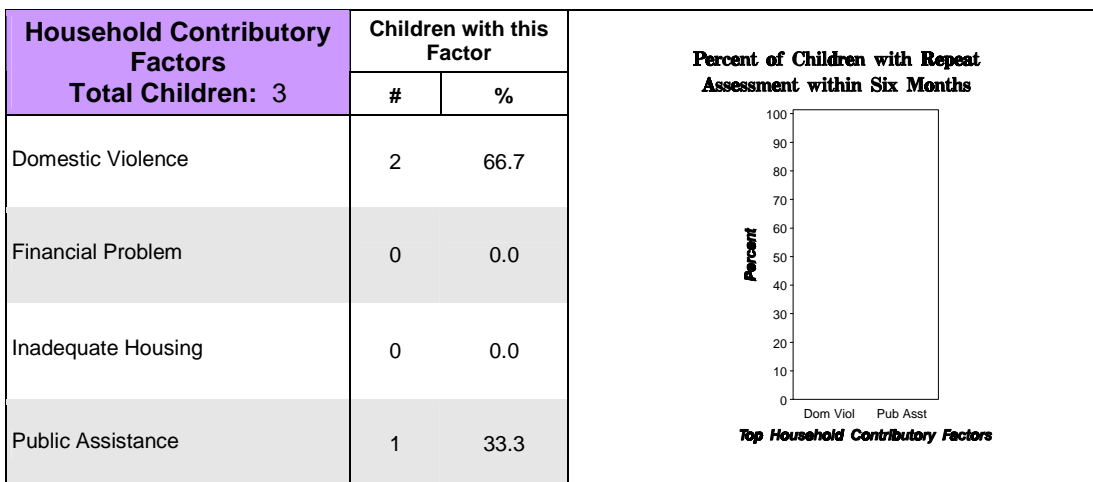 Household Contributory
Factors
Total Children: 3
Children with this
Factor
# %
Domestic Violence 2 66.7
Financial Problem 0 0.0
Inadequate Housing 0 0.0
Public Assistance 1 33.3
Percent of Children with Repeat
Assessment within Six Months
100
90
80
70
60
50
40
30
20
10
0
Percent
Dom Viol Pub Asst
Top Household Contributory Factors